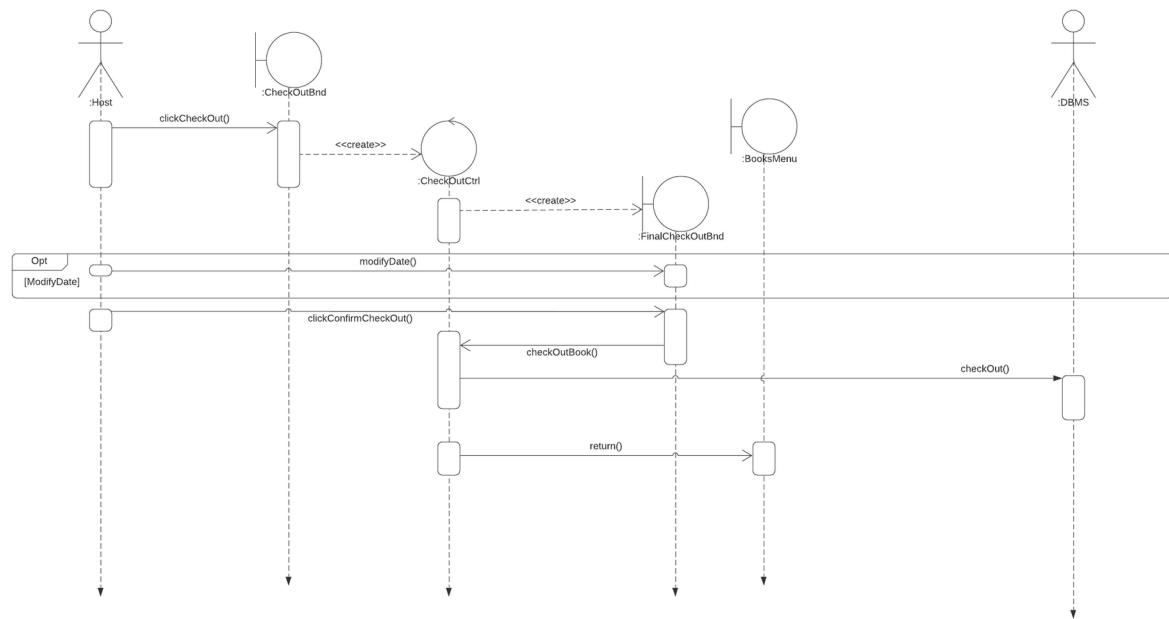 :Host
:CheckOutBnd
:DBMS
clickCheckOut()
<<create>>
:BooksMenu
:CheckOutCtrl
<<create>>
:FinalCheckOutBnd
Opt
modifyDate()
[ModifyDate]
clickConfirmCheckOut()
checkOutBook()
checkOut()
return()